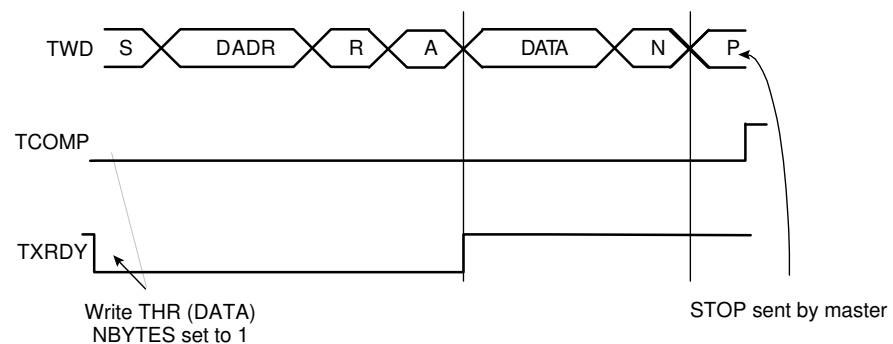 TWD S DADR R A DATA N P
TCOMP
TXRDY
Write THR (DATA)
NBYTES set to 1
STOP sent by master